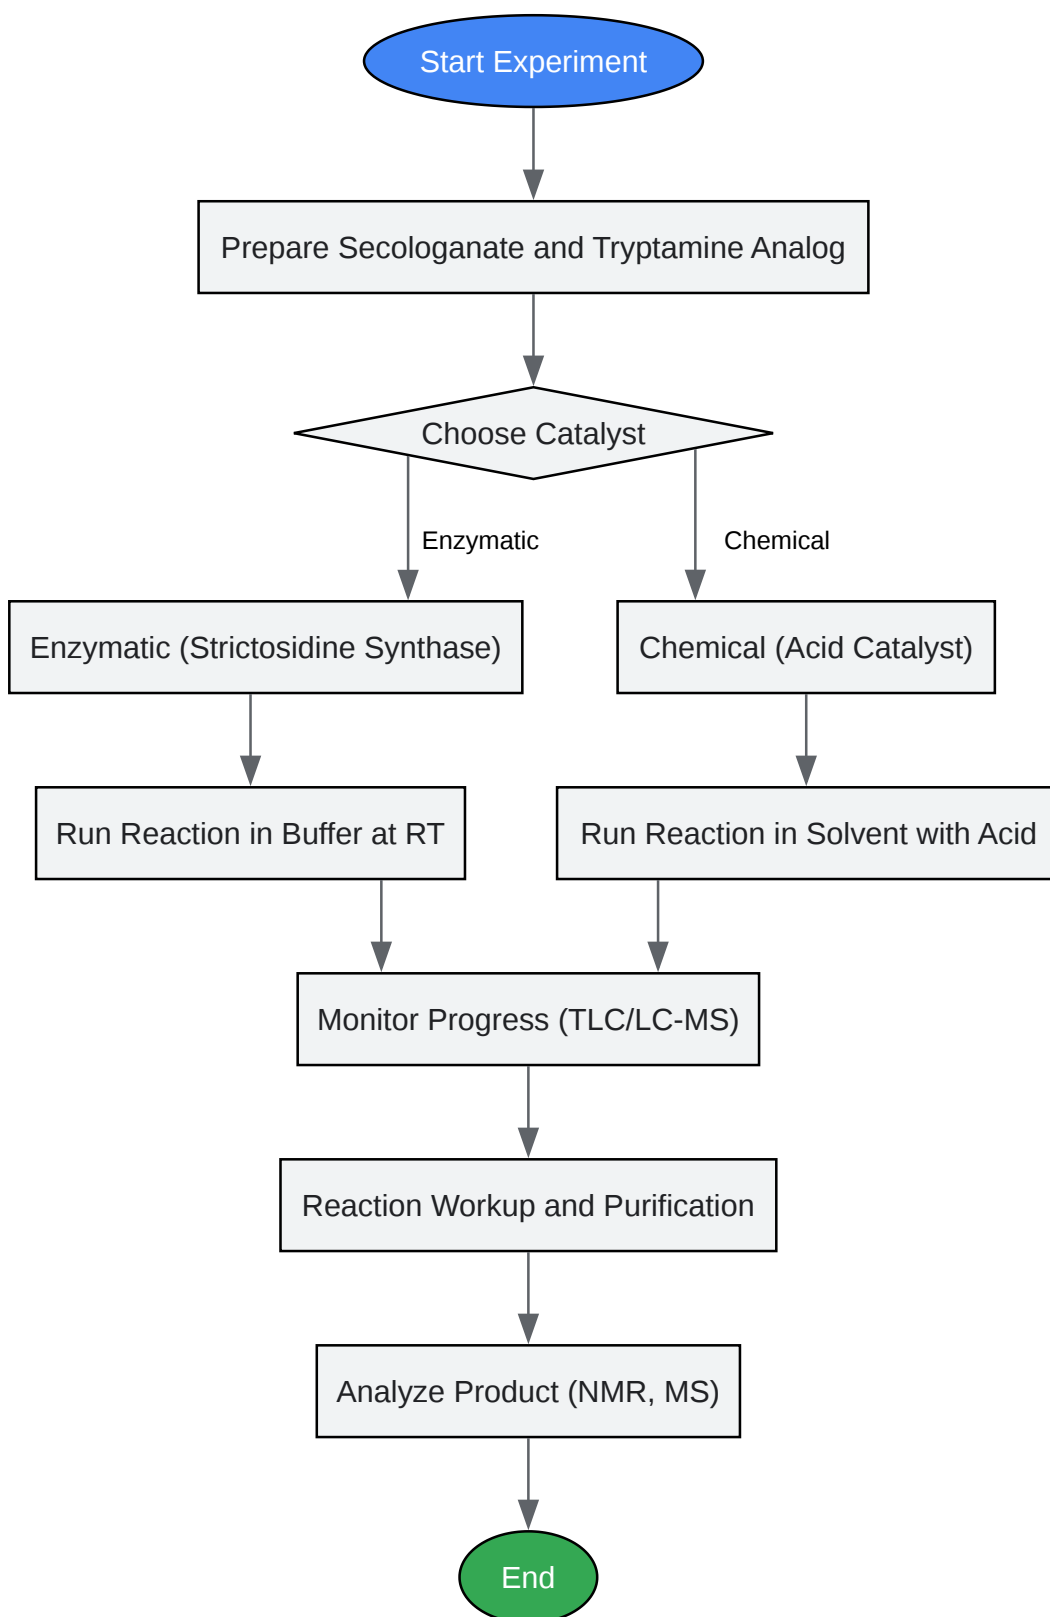 Start Experiment
Prepare Secologanate and Tryptamine Analog
Choose Catalyst
Enzymatic
Chemical
Enzymatic (Strictosidine Synthase)
Chemical (Acid Catalyst)
Run Reaction in Buffer at RT
Run Reaction in Solvent with Acid
Monitor Progress (TLC/LC-MS)
Reaction Workup and Purification
Analyze Product (NMR, MS)
End